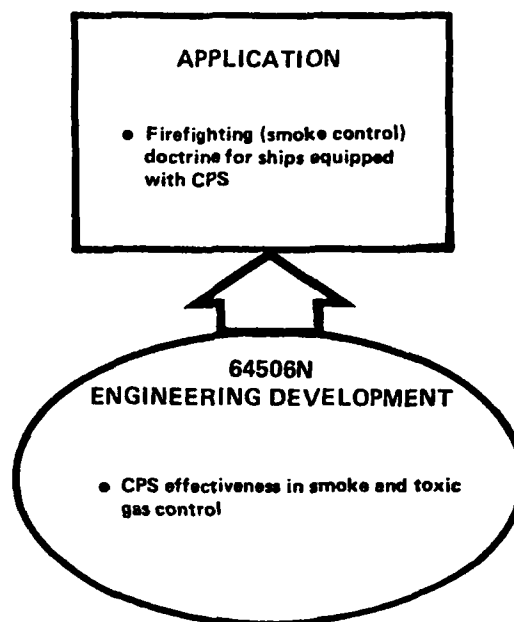 APPLICATION
• Firefighting (smoke control)
doctrine for ships equipped
with CPS
64506N
ENGINEERING DEVELOPMENT
• CPS effectiveness in smoke and toxic
gas control